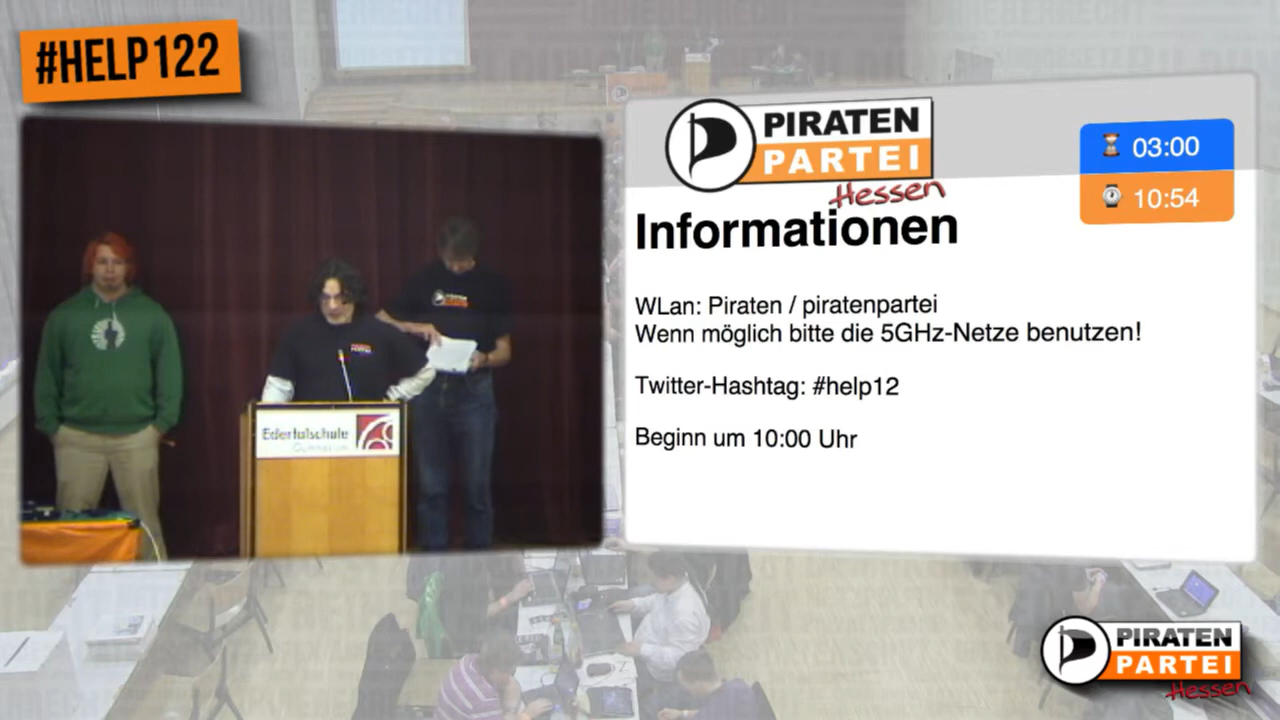 #HELP122
PIRATEN
PARTEI
Hessen
03:00
10:54
Informationen
WLan: Piraten / piratenpartei
Wenn möglich bitte die 5GHz-Netze benutzen!
Twitter-Hashtag: #help12
Beginn um 10:00 Uhr
Edertalschule
Gymnasium
PIRATEN
PARTEI
Hessen